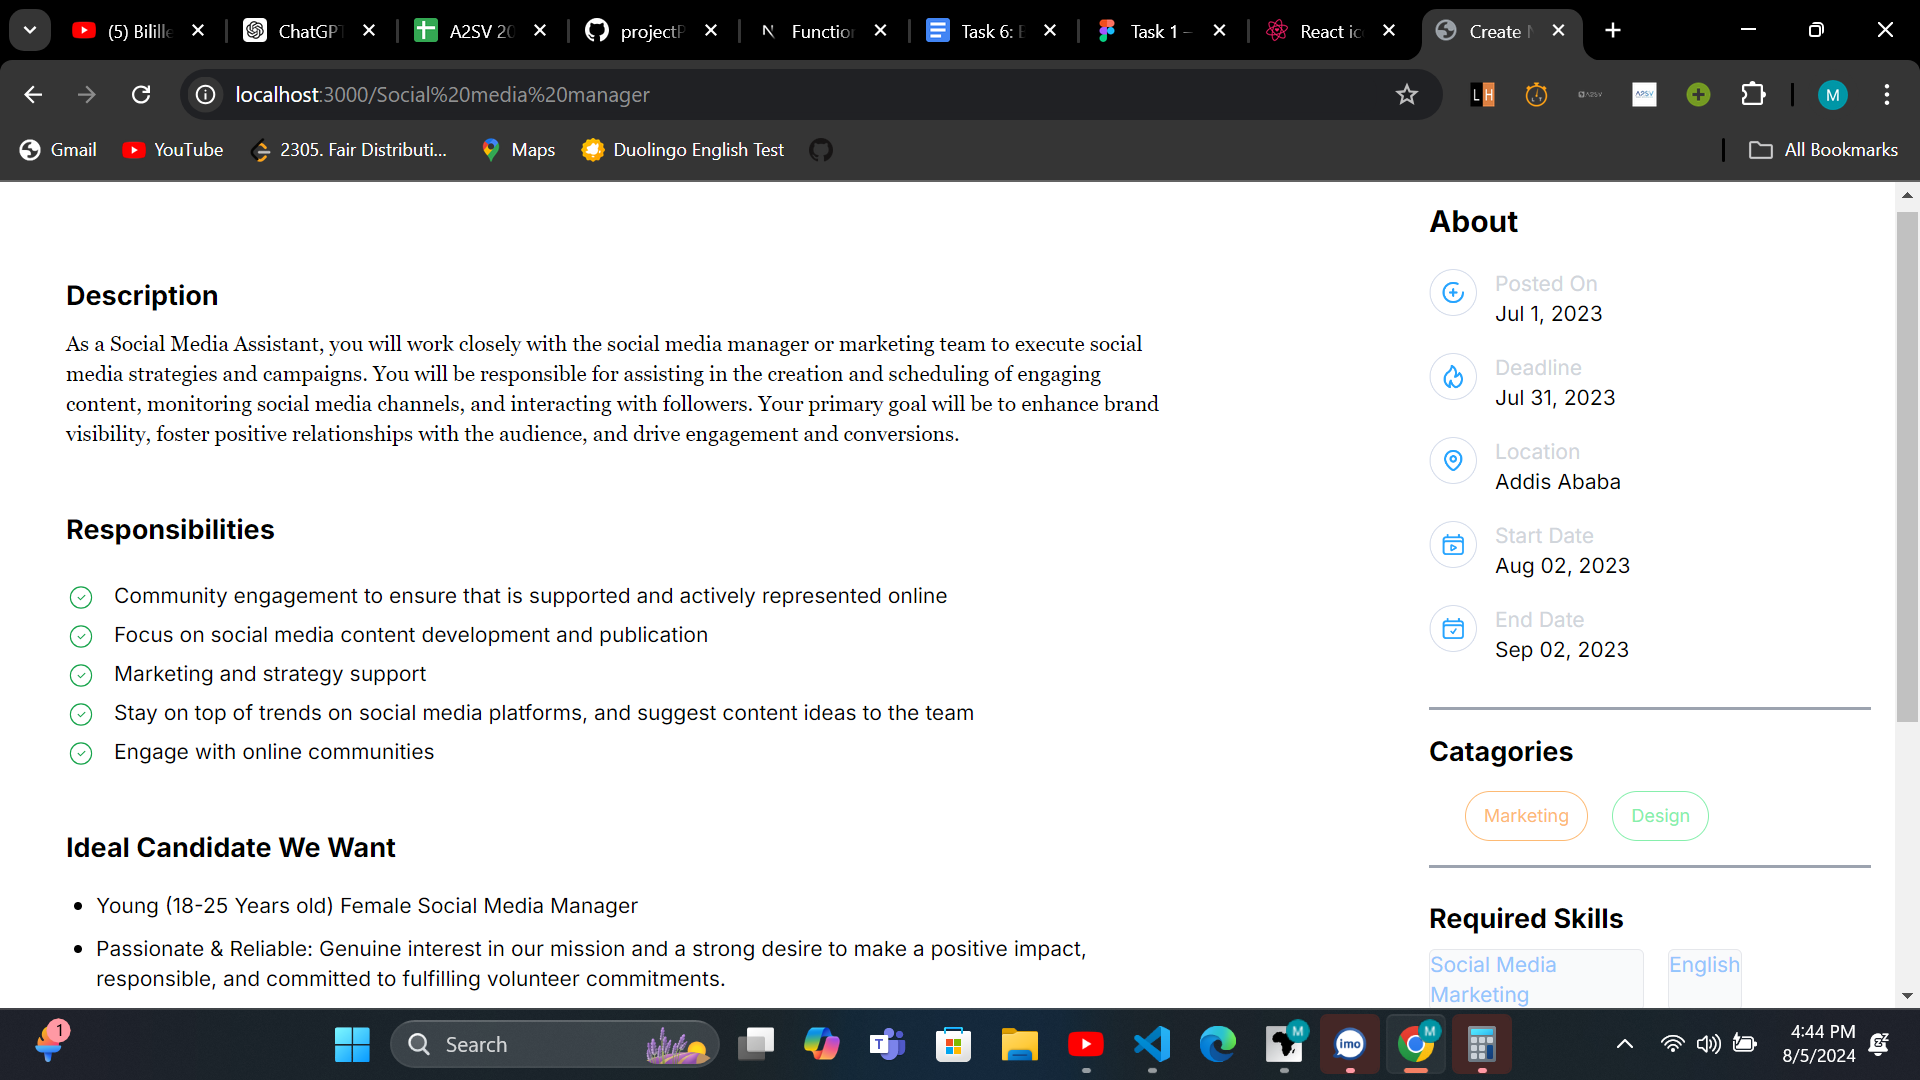 (5) Bilille
ChatGPT
A2SV 20
projectP
Function
Task 6: E
Task 1 –
React ico
Create N
localhost:3000/Social%20media%20manager
LH
A2SV
M
Gmail
YouTube
2305. Fair Distributi...
Maps
Duolingo English Test
All Bookmarks
Description
As a Social Media Assistant, you will work closely with the social media manager or marketing team to execute social
media strategies and campaigns. You will be responsible for assisting in the creation and scheduling of engaging
content, monitoring social media channels, and interacting with followers. Your primary goal will be to enhance brand
visibility, foster positive relationships with the audience, and drive engagement and conversions.
Responsibilities
Community engagement to ensure that is supported and actively represented online
Focus on social media content development and publication
Marketing and strategy support
Stay on top of trends on social media platforms, and suggest content ideas to the team
Engage with online communities
Ideal Candidate We Want
Young (18-25 Years old) Female Social Media Manager
Passionate & Reliable: Genuine interest in our mission and a strong desire to make a positive impact,
responsible, and committed to fulfilling volunteer commitments.
About
Posted On
Jul 1, 2023
Deadline
Jul 31, 2023
Location
Addis Ababa
Start Date
Aug 02, 2023
End Date
Sep 02, 2023
Catagories
Marketing
Design
Required Skills
Social Media
Marketing
English
1
Search
T
M
imo
M
4:44 PM
8/5/2024